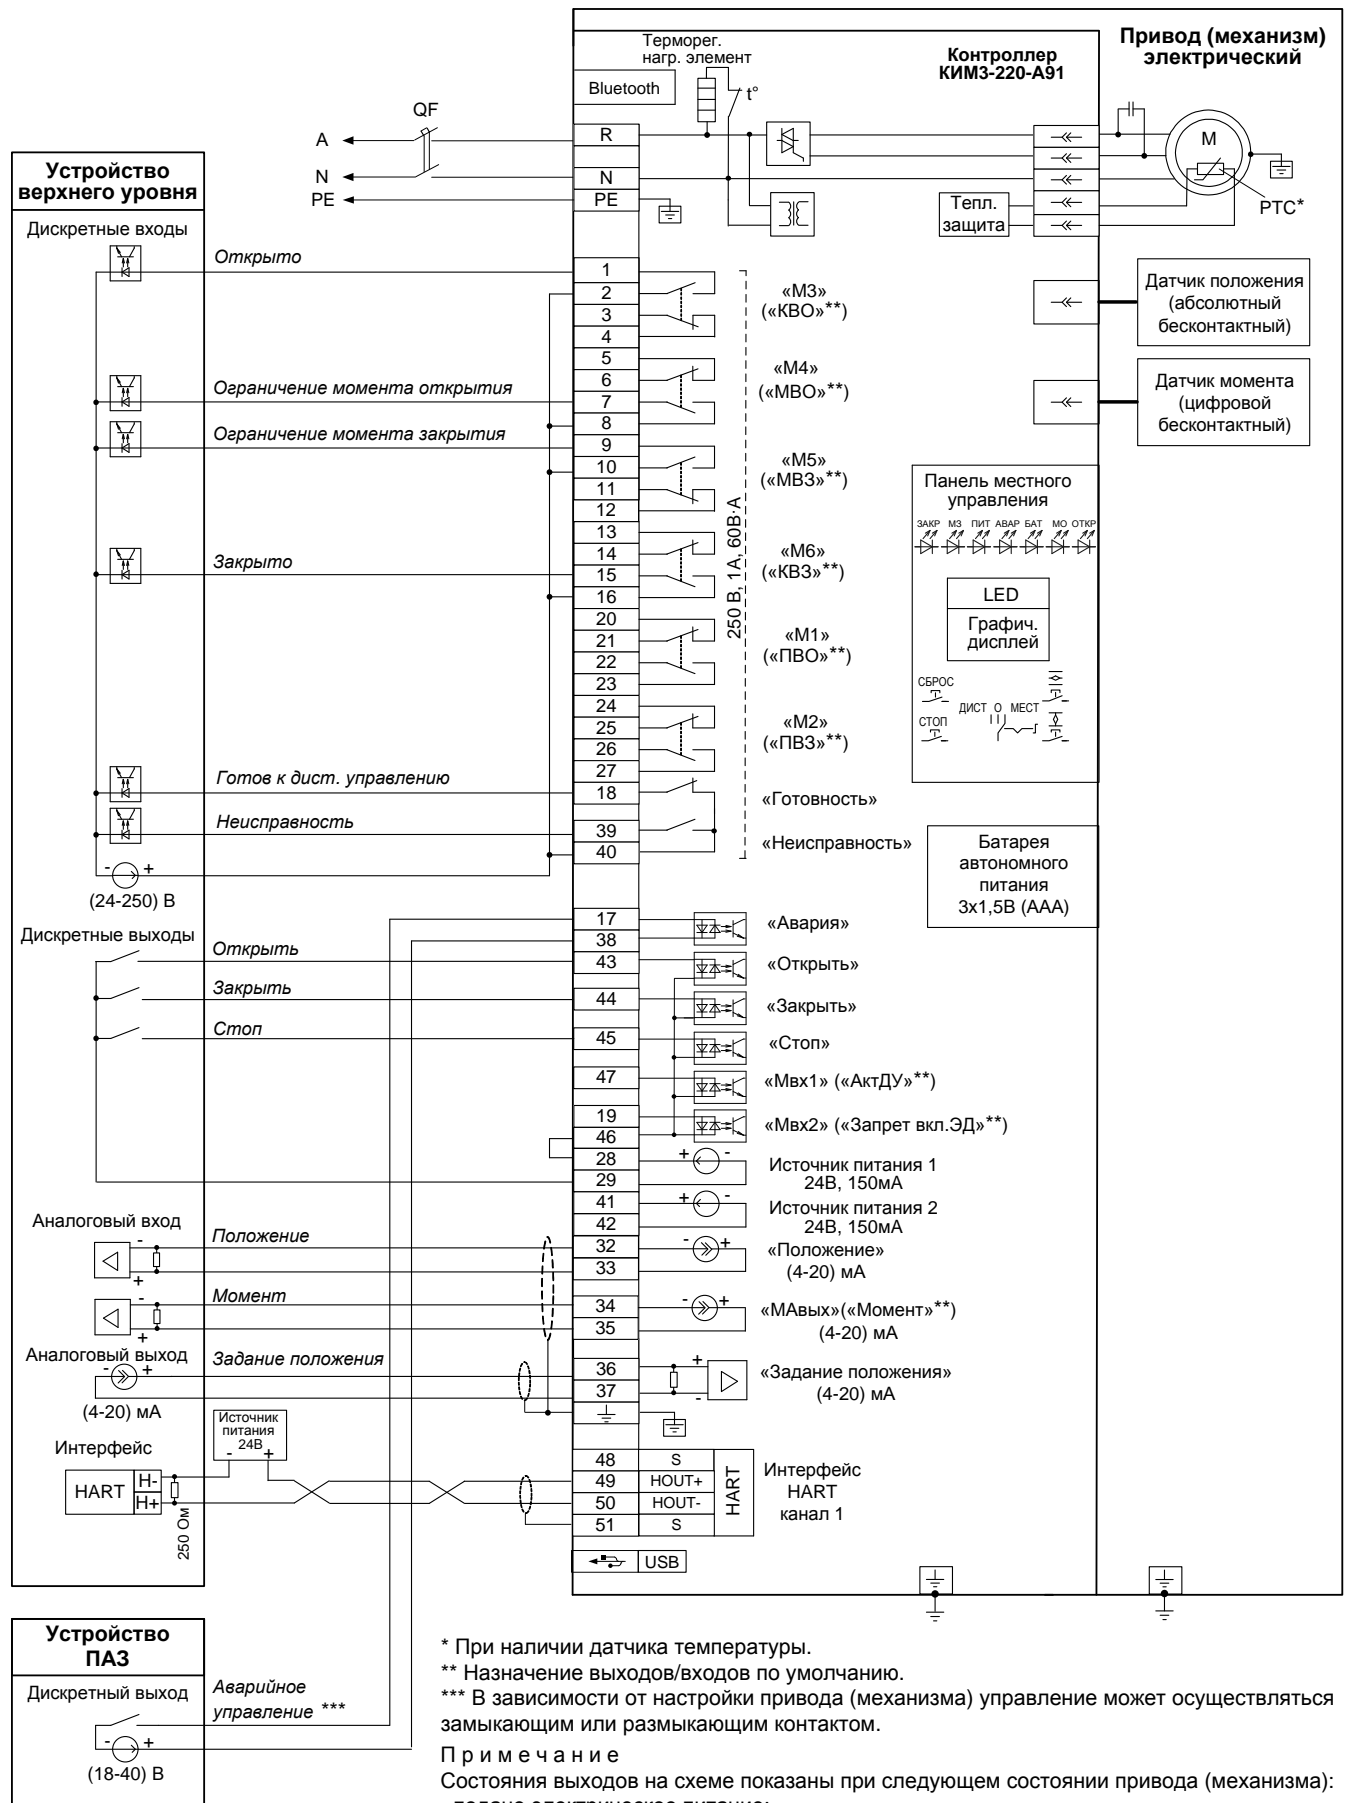 Привод (механизм)
электрический
Контроллер
КИМ3-220-А91
Терморег.
нагр. элемент
Bluetooth
t°
QF
A
N
PE
R
N
PE
M
PTC*
Тепл.
защита
Устройство
верхнего уровня
Дискретные входы
Открыто
Ограничение момента открытия
Ограничение момента закрытия
Закрыто
Готов к дист. управлению
Неисправность
- +
(24-250) В
1
2
3
4
5
6
7
8
9
10
11
12
13
14
15
16
20
21
22
23
24
25
26
27
18
39
40
«М3»
(«КВО»**)
«М4»
(«МВО»**)
«М5»
(«МВЗ»**)
«М6»
(«КВЗ»**)
«М1»
(«ПВО»**)
«М2»
(«ПВЗ»**)
«Готовность»
«Неисправность»
250 В, 1А, 60В·А
Датчик положения
(абсолютный
бесконтактный)
Датчик момента
(цифровой
бесконтактный)
Панель местного
управления
ЗАКР МЗ ПИТ АВАР БАТ МО ОТКР
LED
Графич.
дисплей
СБРОС
СТОП
ДИСТ О МЕСТ
Батарея
автономного
питания
3х1,5В (ААА)
Дискретные выходы
Открыть
Закрыть
Стоп
17
38
43
44
45
47
19
46
28
29
41
42
32
33
34
35
36
37
«Авария»
«Открыть»
«Закрыть»
«Стоп»
«Мвх1» («АктДУ»**)
«Мвх2» («Запрет вкл.ЭД»**)
+ -
Источник питания 1
24В, 150мА
+ -
Источник питания 2
24В, 150мА
- +
«Положение»
(4-20) мА
- +
«МАвых»(«Момент»**)
(4-20) мА
+
-
«Задание положения»
(4-20) мА
Аналоговый вход
Положение
-
+
Момент
-
+
Аналоговый выход
Задание положения
- +
(4-20) мА
Источник
питания
24В
- +
Интерфейс
HART
H-
H+
250 Ом
48 S
49 HOUT+
50 HOUT-
51 S
HART
Интерфейс
HART
канал 1
USB
Устройство
ПАЗ
Дискретный выход
Аварийное
управление ***
- +
(18-40) В
* При наличии датчика температуры.
** Назначение выходов/входов по умолчанию.
*** В зависимости от настройки привода (механизма) управление может осуществляться
замыкающим или размыкающим контактом.
П р и м е ч а н и е
Состояния выходов на схеме показаны при следующем состоянии привода (механизма):